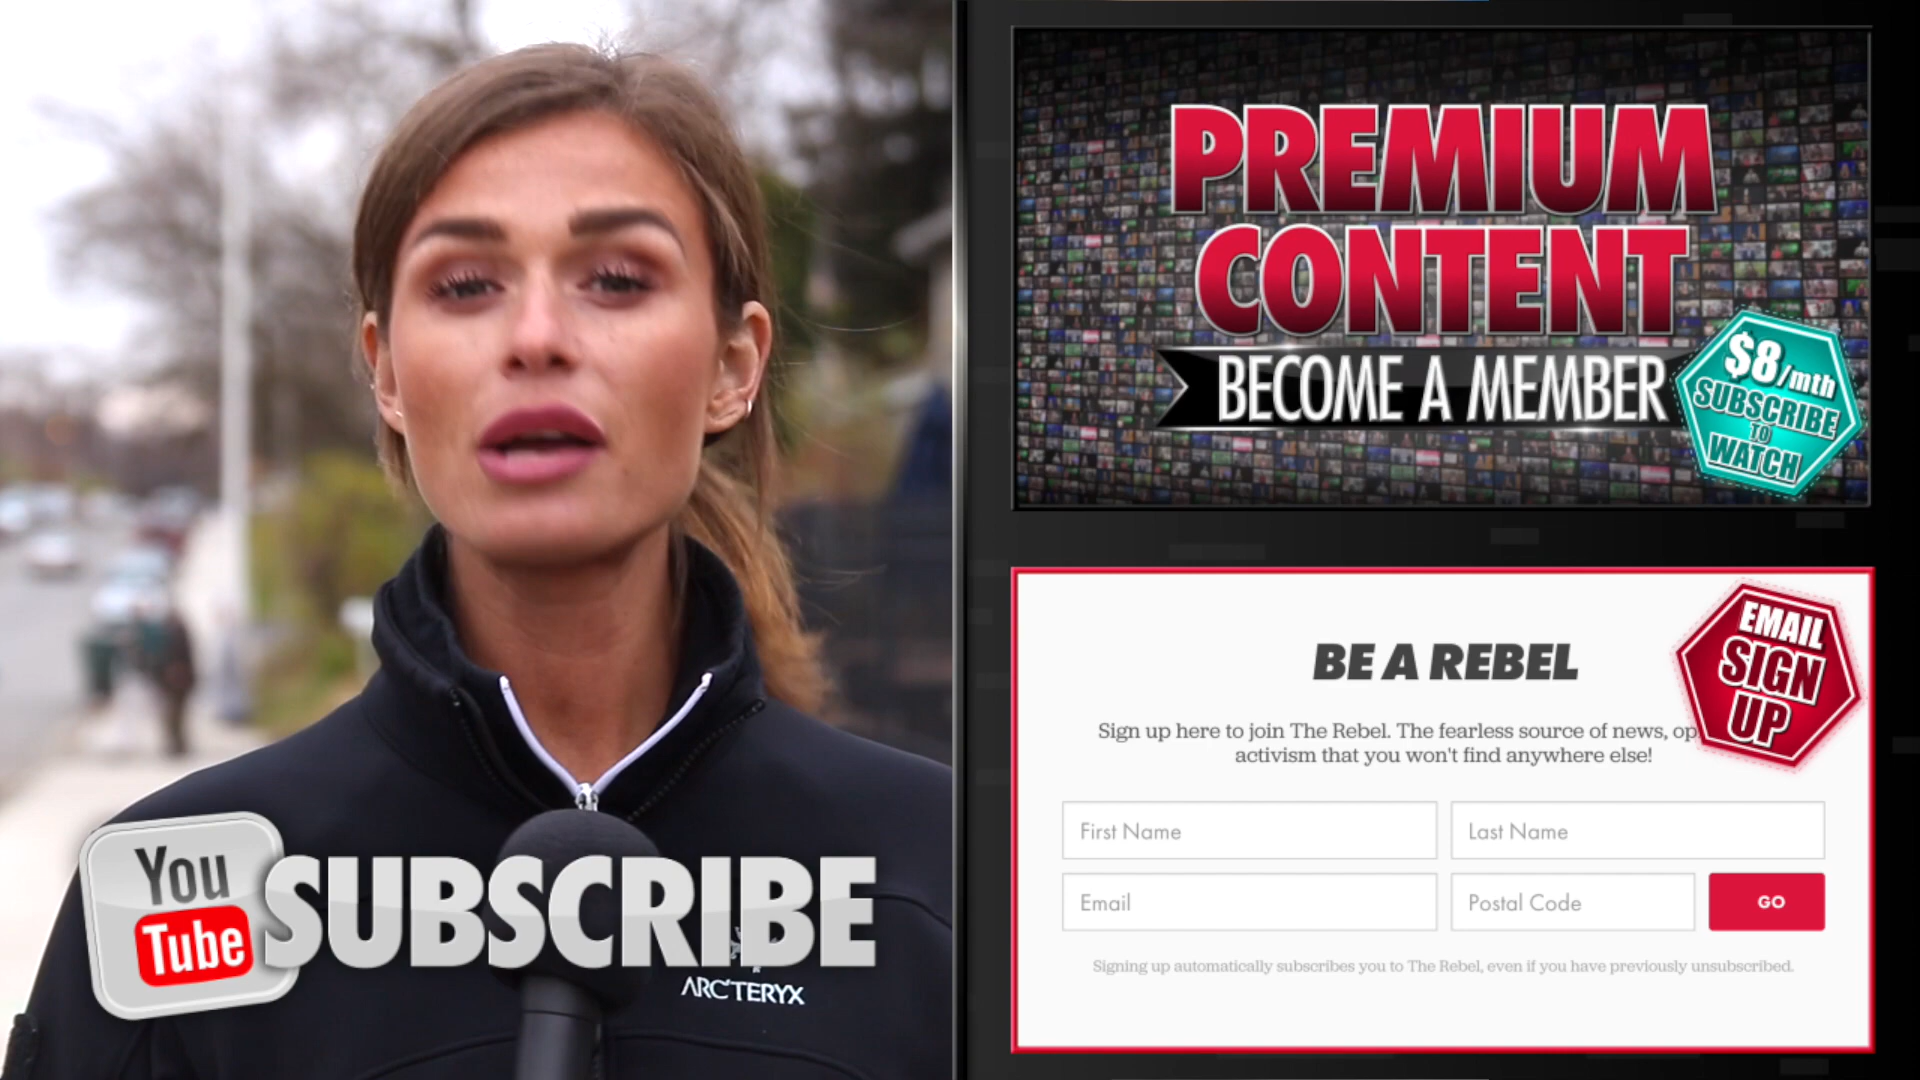 You
Tube
SUBSCRIBE
ARC'TERYX
PREMIUM
CONTENT
BECOME A MEMBER
$8/mth
SUBSCRIBE
TO
WATCH
BE A REBEL
EMAIL
SIGN
UP
Sign up here to join The Rebel. The fearless source of news, op
activism that you won't find anywhere else!
First Name
Last Name
Email
Postal Code
GO
Signing up automatically subscribes you to The Rebel, even if you have previously unsubscribed.